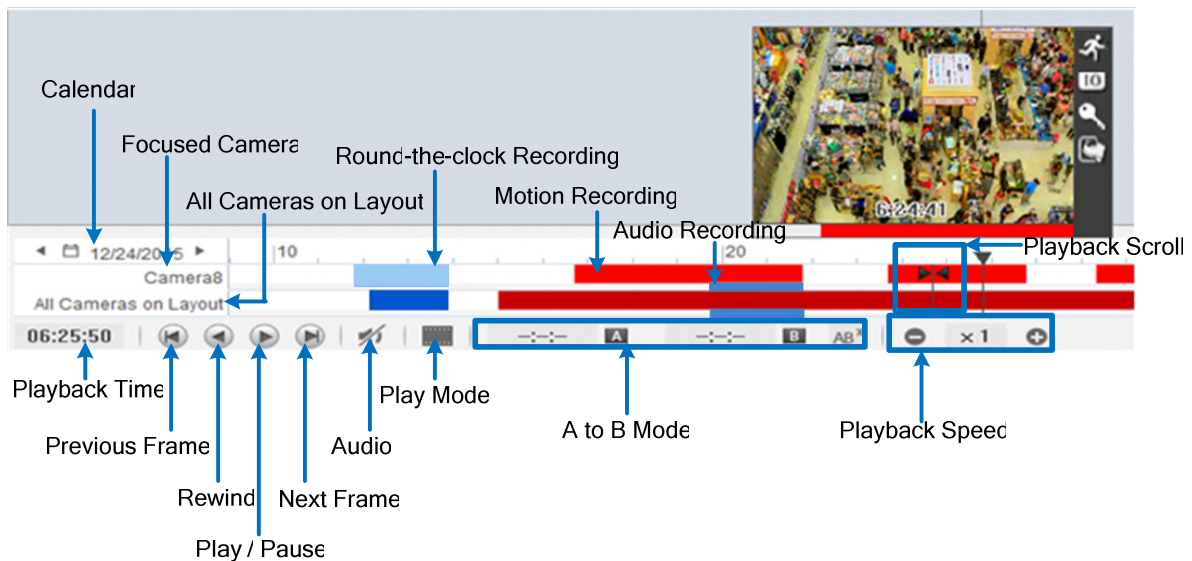 10
6:24:41
Calendar
Focused Camera
Round-the-clock Recording
All Cameras on Layout
Motion Recording
Audio Recording
Playback Scroll
12/24/2015
10
20
Camera8
All Cameras on Layout
06:25:50
--:--:--
A
--:--:--
B
AB
x 1
Playback Time
Play Mode
Previous Frame
Audio
A to B Mode
Playback Speed
Rewind
Next Frame
Play / Pause